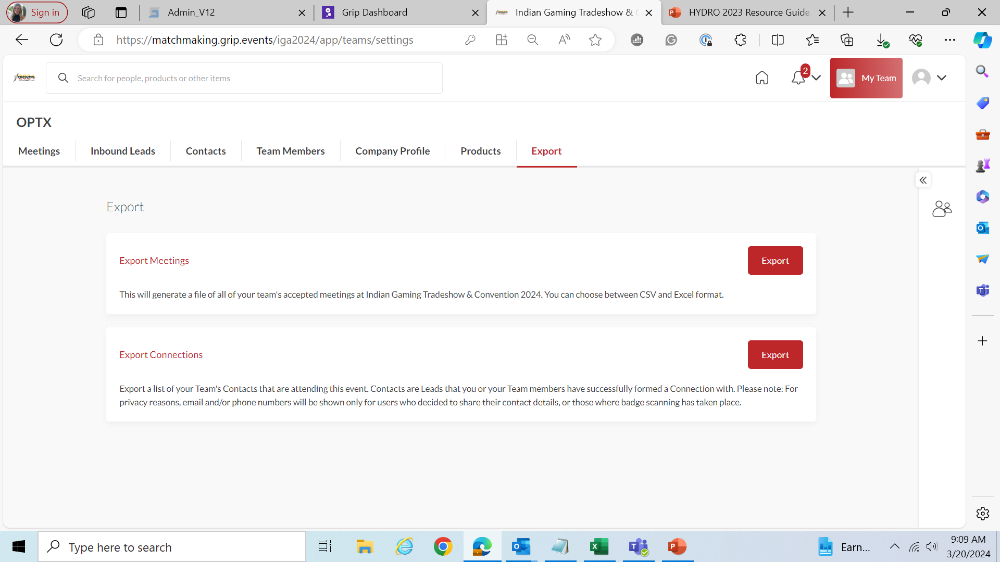 Sign in
Admin_V12
Grip Dashboard
Indian Gaming Tradeshow &
HYDRO 2023 Resource Guide.
https://matchmaking.grip.events/iga2024/app/teams/settings
2024
Search for people, products or other items
2
My Team
OPTX
Meetings
Inbound Leads
Contacts
Team Members
Company Profile
Products
Export
Export
Export Meetings
Export
This will generate a file of all of your team's accepted meetings at Indian Gaming Tradeshow & Convention 2024. You can choose between CSV and Excel format.
Export Connections
Export
Export a list of your Team's Contacts that are attending this event. Contacts are Leads that you or your Team members have successfully formed a Connection with. Please note: For
privacy reasons, email and/or phone numbers will be shown only for users who decided to share their contact details, or those where badge scanning has taken place.
Type here to search
Earn...
9:09 AM
3/20/2024